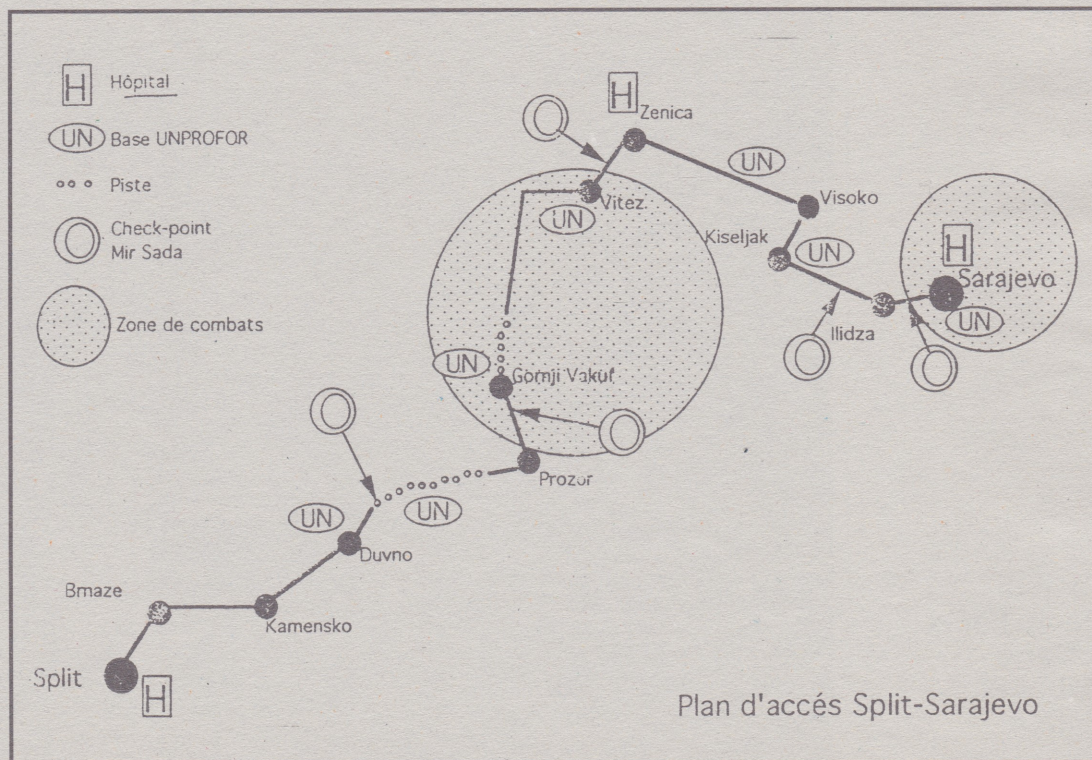 H Hôpital
UN Base UNPROFOR
Piste
Check-point
Mir Sada
Zone de combats
H
Zenica
UN
Vitez
UN
Visoko
Kiseljak
UN
H
Sarajevo
Ilidza
UN
UN
Gornji Vakuf
Prozor
UN
UN
Duvno
Brnaze
Kamensko
Split
H
Plan d'accés Split-Sarajevo